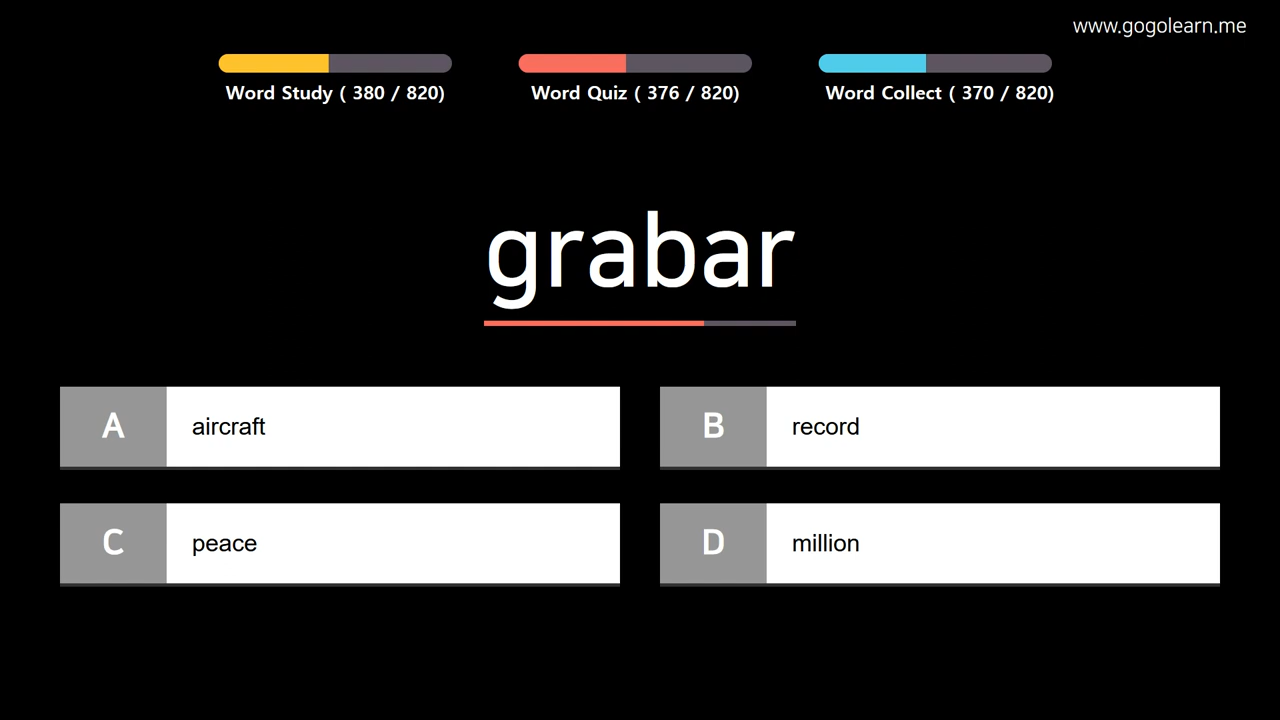 www.gogolearn.me
Word Study ( 380 / 820)
Word Quiz ( 376 / 820)
Word Collect ( 370 / 820)
grabar
A aircraft
B record
C peace
D million